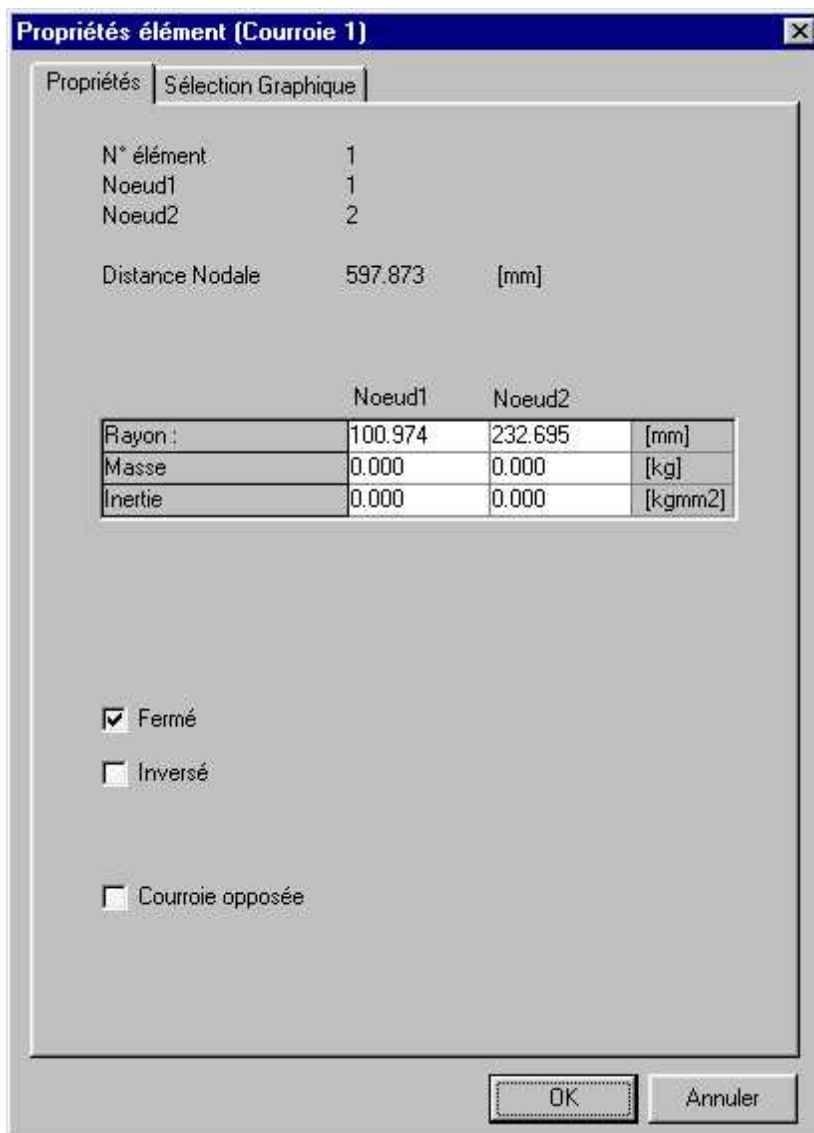 Propriétés élément (Courroie 1)
Propriétés Sélection Graphique
N° élément 1
Noeud1 1
Noeud2 2
Distance Nodale 597.873 [mm]
Noeud1 Noeud2
Rayon : 100.974 232.695 [mm]
Masse 0.000 0.000 [kg]
Inertie 0.000 0.000 [kgmm2]
Fermé
Inversé
Courroie opposée
OK Annuler